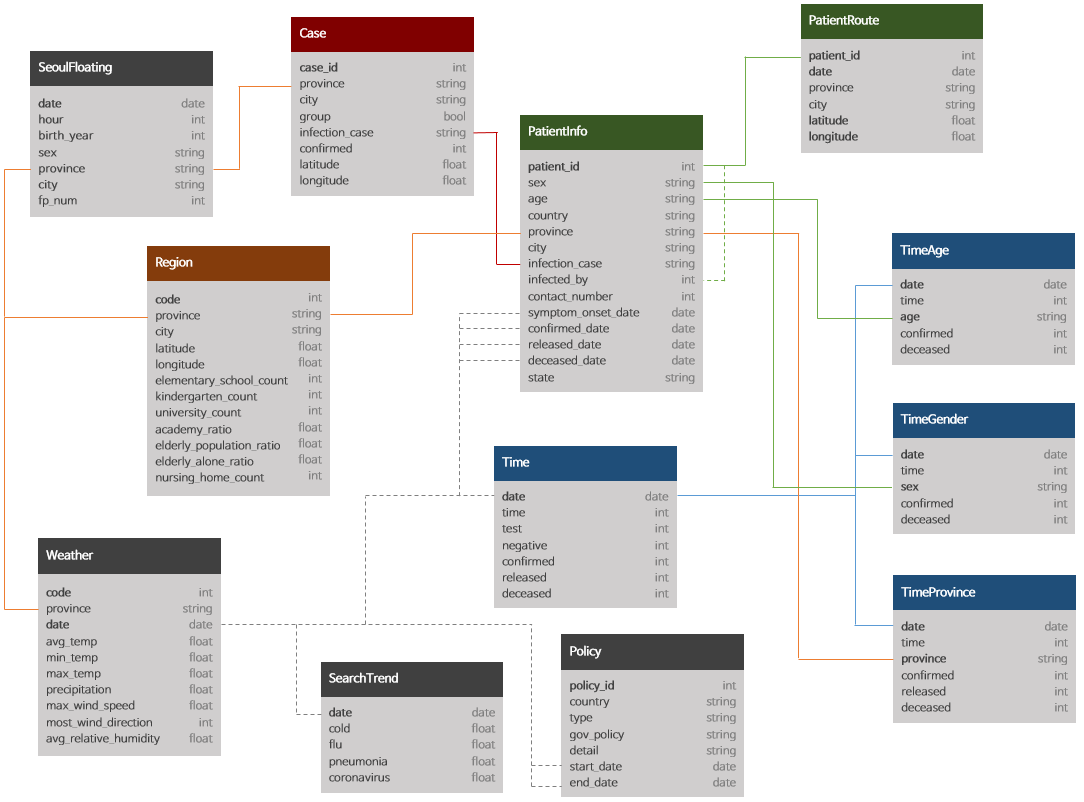 SeoulFloating
date date
hour int
birth_year int
sex string
province string
city string
fp_num int
Case
case_id int
province string
city string
group bool
infection_case string
confirmed int
latitude float
longitude float
PatientInfo
patient_id int
sex string
age string
country string
province string
city string
infection_case string
infected_by int
contact_number int
symptom_onset_date date
confirmed_date date
released_date date
deceased_date date
state string
PatientRoute
patient_id int
date date
province string
city string
latitude float
longitude float
Region
code int
province string
city string
latitude float
longitude float
elementary_school_count int
kindergarten_count int
university_count int
academy_ratio float
elderly_population_ratio float
elderly_alone_ratio float
nursing_home_count int
TimeAge
date date
time int
age string
confirmed int
deceased int
TimeGender
date date
time int
sex string
confirmed int
deceased int
Time
date date
time int
test int
negative int
confirmed int
released int
deceased int
TimeProvince
date date
time int
province string
confirmed int
released int
deceased int
Weather
code int
province string
date date
avg_temp float
min_temp float
max_temp float
precipitation float
max_wind_speed float
most_wind_direction int
avg_relative_humidity float
SearchTrend
date date
cold float
flu float
pneumonia float
coronavirus float
Policy
policy_id int
country string
type string
gov_policy string
detail string
start_date date
end_date date